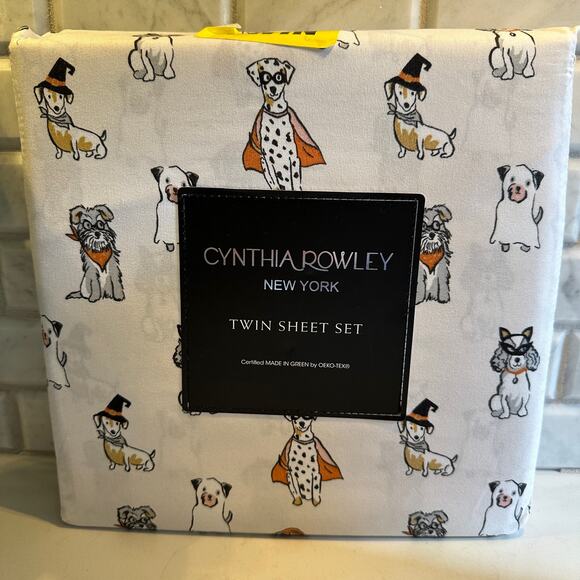 CYNTHIA ROWLEY
NEW YORK
TWIN SHEET SET
Certified MADE IN GREEN by OEKO-TEX®